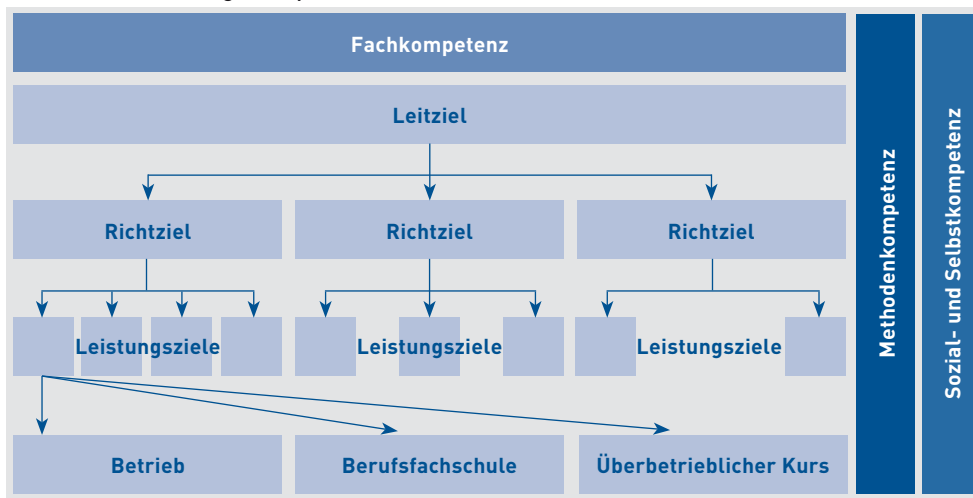 Fachkompetenz
Leitziel
Richtziel
Richtziel
Richtziel
Leistungsziele
Leistungsziele
Leistungsziele
Betrieb
Berufsfachschule
Überbetrieblicher Kurs
Methodenkompetenz
Sozial- und Selbstkompetenz